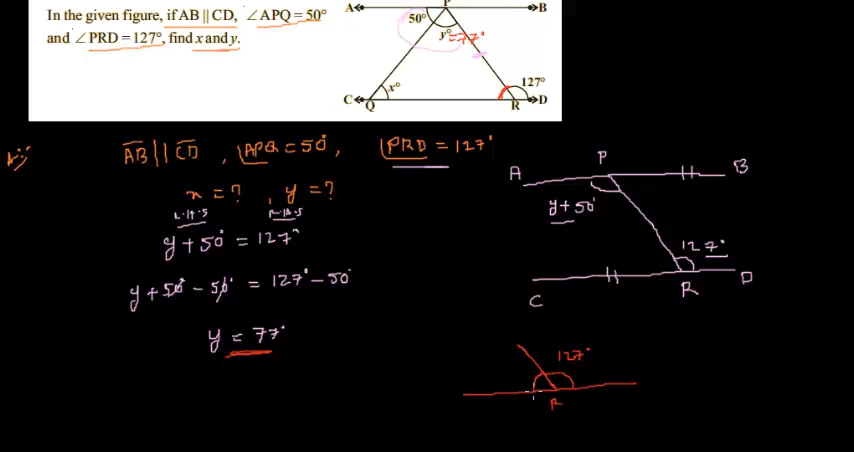 In the given figure, if AB || CD, ∠APQ = 50°
and ∠PRD = 127°, find x and y.
A P B
50° y° =77°
x° 127°
C Q R D
AB || CD, ∠APQ = 50°, ∠PRD = 127°
x = ? , y = ?
L.H.S R.H.S
y + 50° = 127°
y + 50° - 50° = 127° - 50°
y = 77°
A P B
y + 50°
127°
C R D
127°
R